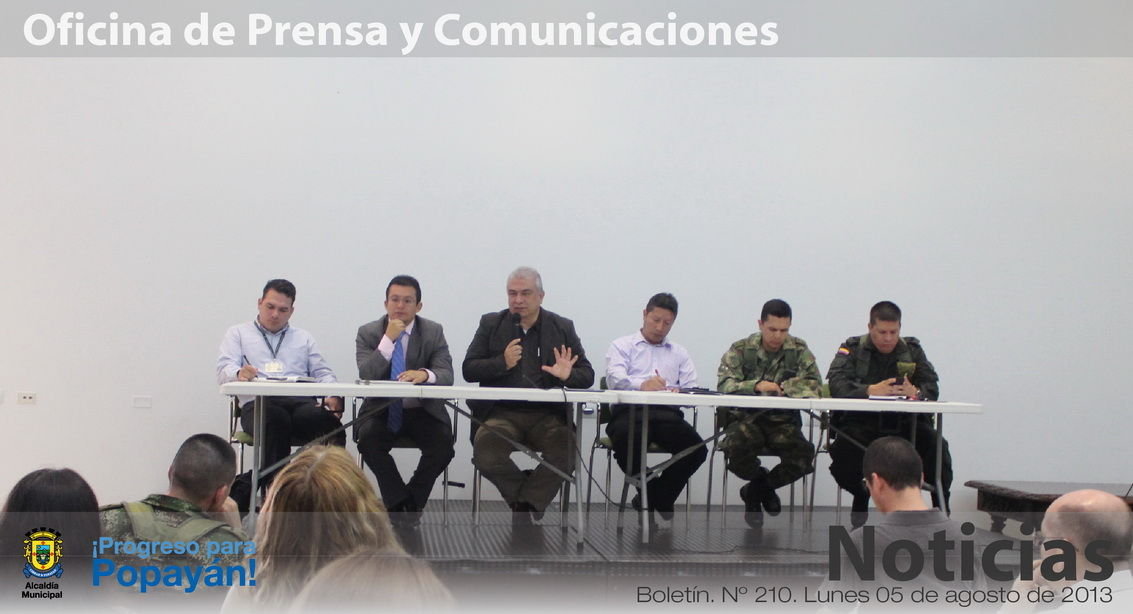 Oficina de Prensa y Comunicaciones
Alcaldía
Municipal
¡Progreso para
Popayán!
Noticias
Boletín. Nº 210. Lunes 05 de agosto de 2013